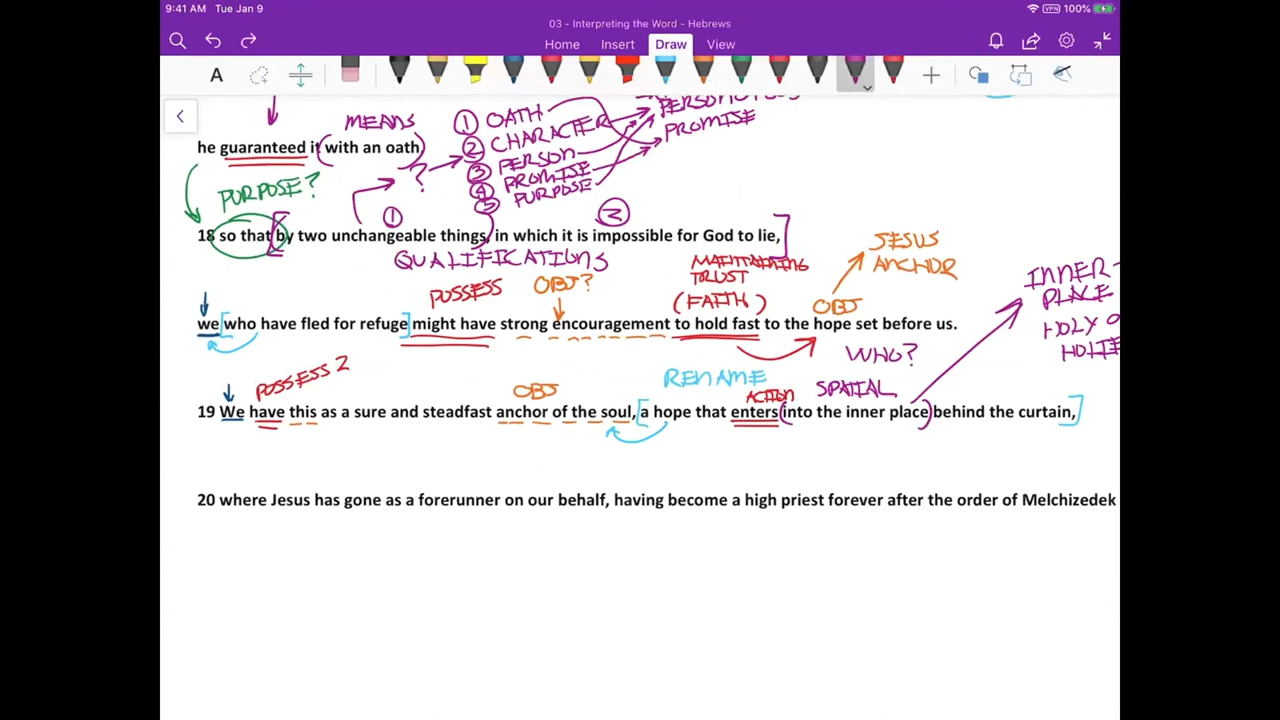 9:41 AM Tue Jan 9
VPN 100%
03 - Interpreting the Word - Hebrews
Home Insert Draw View
A
PROMISE
MEANS
① OATH
② CHARACTER
③ PERSON
④ PROMISE
⑤ PURPOSE
he guaranteed it (with an oath)
PURPOSE?
?
① ②
18 so that [by two unchangeable things, in which it is impossible for God to lie,]
QUALIFICATIONS
JESUS
ANCHOR
MAINTAINING
TRUST
(FAITH)
POSSESS OBJ? OBJ
INNER-
PLACE
HOLY O
HOLIE
we [who have fled for refuge] might have strong encouragement to hold fast to the hope set before us.
WHO?
POSSESS 2 OBJ RENAME ACTION SPATIAL
19 We have this as a sure and steadfast anchor of the soul, [a hope that enters (into the inner place) behind the curtain,]
20 where Jesus has gone as a forerunner on our behalf, having become a high priest forever after the order of Melchizedek